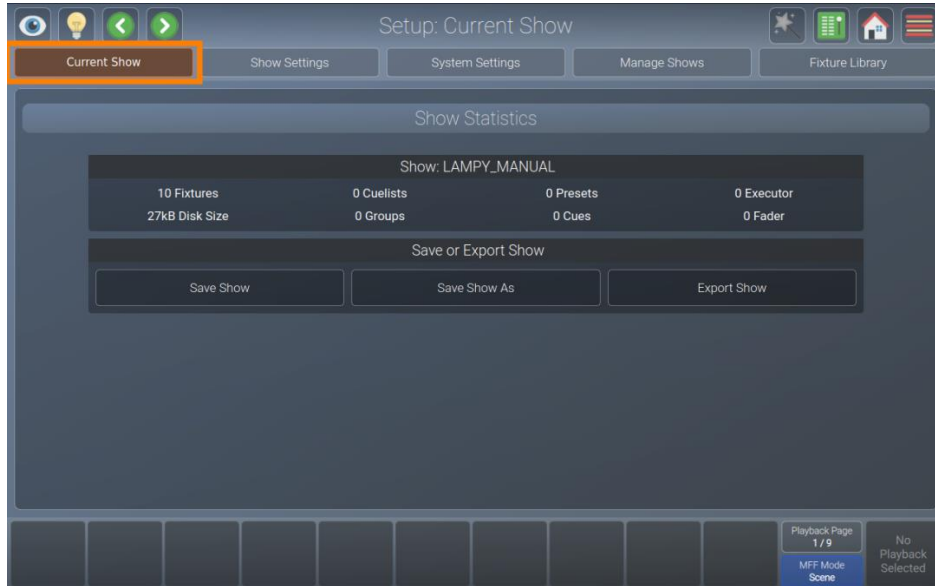 Setup: Current Show
Current Show
Show Settings
System Settings
Manage Shows
Fixture Library
Show Statistics
Show: LAMPY_MANUAL
10 Fixtures
0 Cuelists
0 Presets
0 Executor
27kB Disk Size
0 Groups
0 Cues
0 Fader
Save or Export Show
Save Show
Save Show As
Export Show
Playback Page
1 / 9
MFF Mode
Scene
No
Playback
Selected